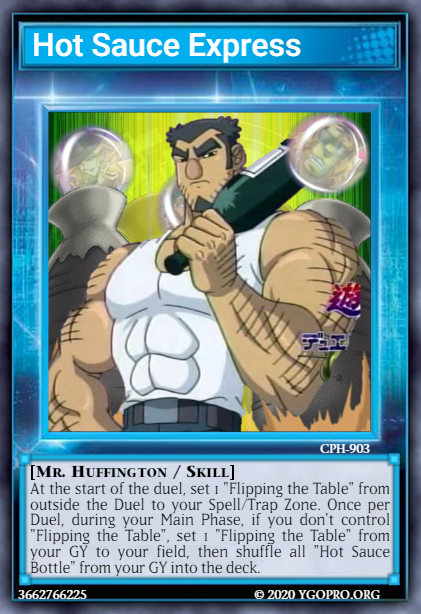 Hot Sauce Express
遊
デュエ
CPH-903
[Mr. Huffington / Skill]
At the start of the duel, set 1 "Flipping the Table" from
outside the Duel to your Spell/Trap Zone. Once per
Duel, during your Main Phase, if you don't control
"Flipping the Table", set 1 "Flipping the Table" from
your GY to your field, then shuffle all "Hot Sauce
Bottle" from your GY into the deck.
3662766225
© 2020 YGOPRO.ORG